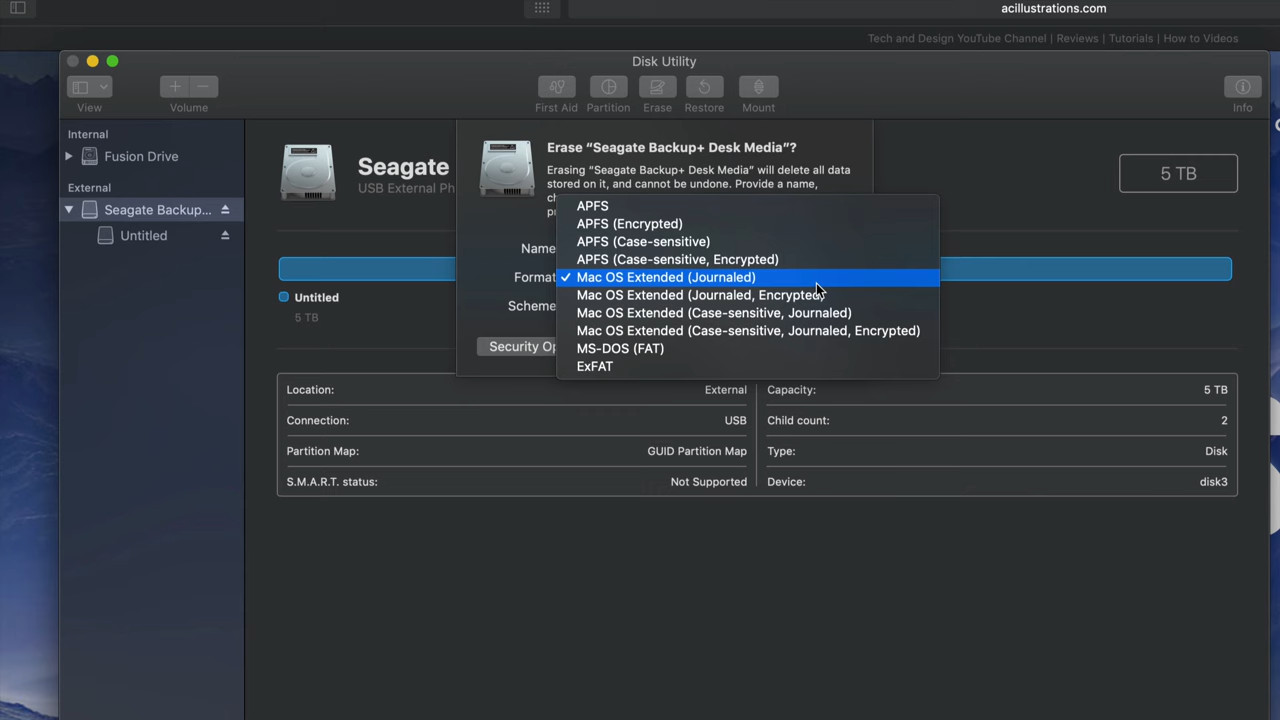 acillustrations.com
Tech and Design YouTube Channel | Reviews | Tutorials | How to Videos
Disk Utility
View
Volume
First Aid
Partition
Erase
Restore
Mount
Info
Internal
Fusion Drive
External
Seagate Backup...
Untitled
Seagate
USB External Ph
5 TB
Erase “Seagate Backup+ Desk Media”?
Erasing “Seagate Backup+ Desk Media” will delete all data
stored on it, and cannot be undone. Provide a name,
Name
Format
Scheme
Security Op
APFS
APFS (Encrypted)
APFS (Case-sensitive)
APFS (Case-sensitive, Encrypted)
✓ Mac OS Extended (Journaled)
Mac OS Extended (Journaled, Encrypted)
Mac OS Extended (Case-sensitive, Journaled)
Mac OS Extended (Case-sensitive, Journaled, Encrypted)
MS-DOS (FAT)
ExFAT
Untitled
5 TB
Location: External
Capacity: 5 TB
Connection: USB
Child count: 2
Partition Map: GUID Partition Map
Type: Disk
S.M.A.R.T. status: Not Supported
Device: disk3